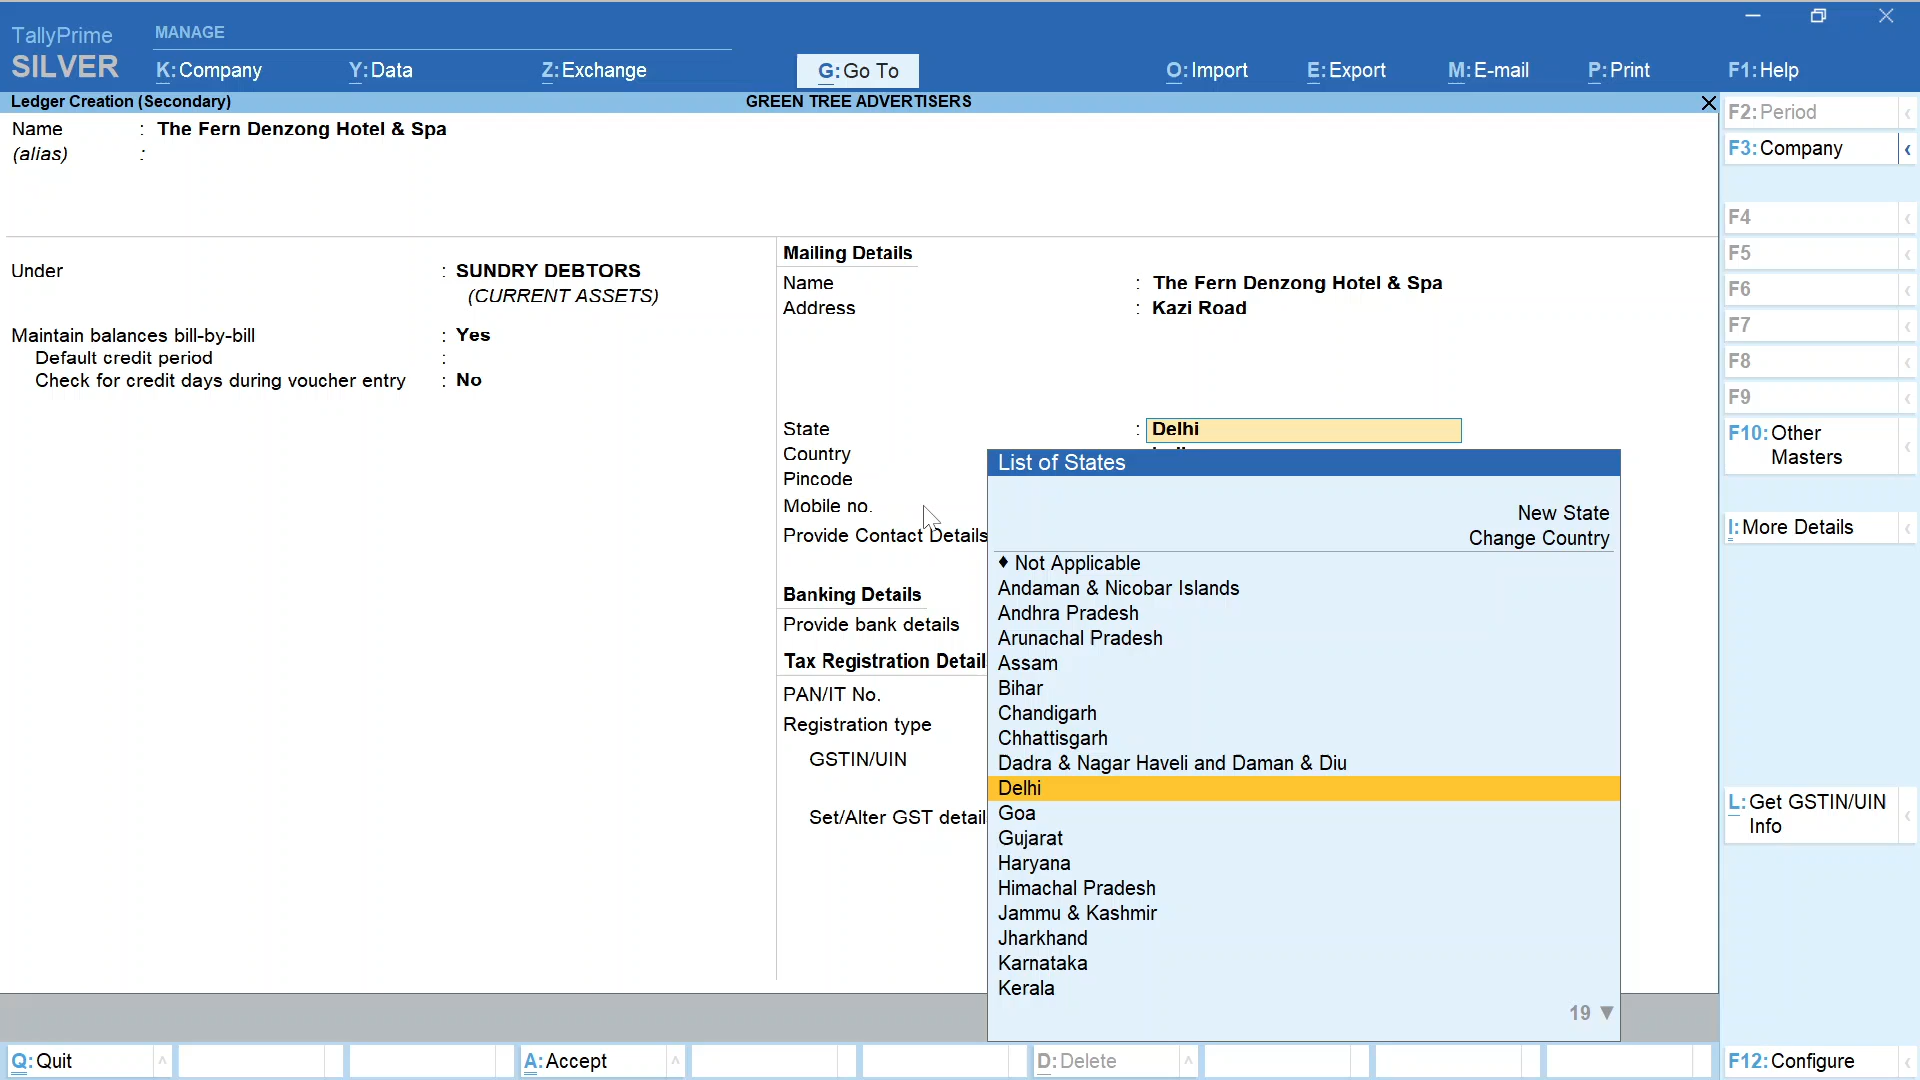 TallyPrime
SILVER
MANAGE
K:Company
Y:Data
Z:Exchange
G:Go To
O:Import
E:Export
M:E-mail
P:Print
F1:Help
Ledger Creation (Secondary)
GREEN TREE ADVERTISERS
Name : The Fern Denzong Hotel & Spa
(alias) :
Under : SUNDRY DEBTORS
(CURRENT ASSETS)
Maintain balances bill-by-bill : Yes
Default credit period :
Check for credit days during voucher entry : No
Mailing Details
Name : The Fern Denzong Hotel & Spa
Address : Kazi Road
State : Delhi
Country
Pincode
Mobile no.
Provide Contact Details
Banking Details
Provide bank details
Tax Registration Detail
PAN/IT No.
Registration type
GSTIN/UIN
Set/Alter GST detail
List of States
New State
Change Country
♦ Not Applicable
Andaman & Nicobar Islands
Andhra Pradesh
Arunachal Pradesh
Assam
Bihar
Chandigarh
Chhattisgarh
Dadra & Nagar Haveli and Daman & Diu
Delhi
Goa
Gujarat
Haryana
Himachal Pradesh
Jammu & Kashmir
Jharkhand
Karnataka
Kerala
19 ▼
F2:Period
F3:Company
F4
F5
F6
F7
F8
F9
F10:Other
Masters
I:More Details
L:Get GSTIN/UIN
Info
Q:Quit
A:Accept
D:Delete
F12:Configure